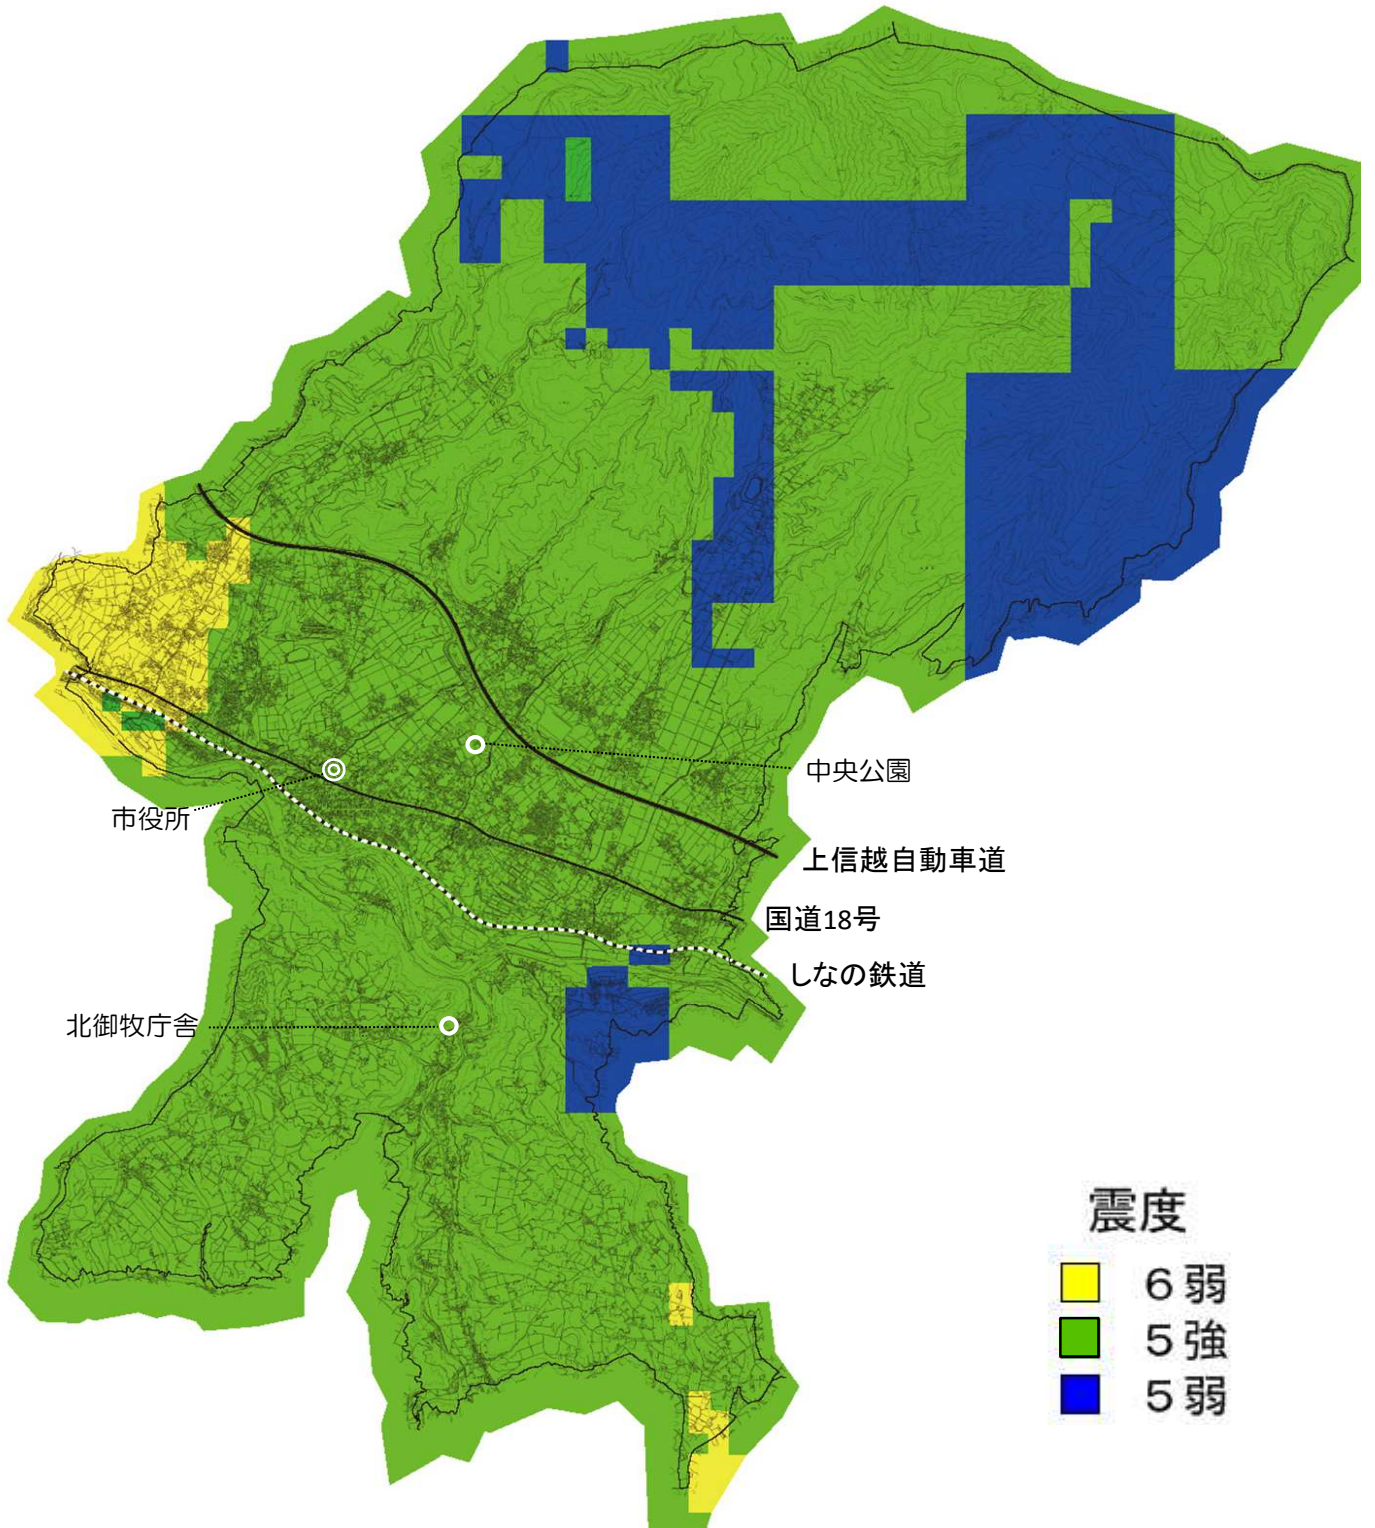 中央公園
市役所
上信越自動車道
国道18号
しなの鉄道
北御牧庁舎
震度
６弱
５強
５弱